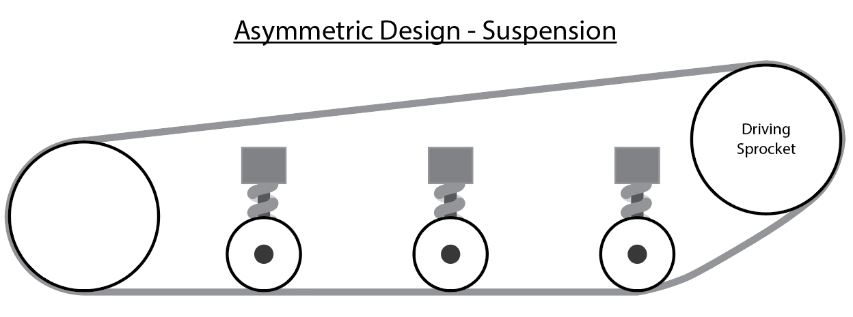 Asymmetric Design - Suspension
Driving
Sprocket